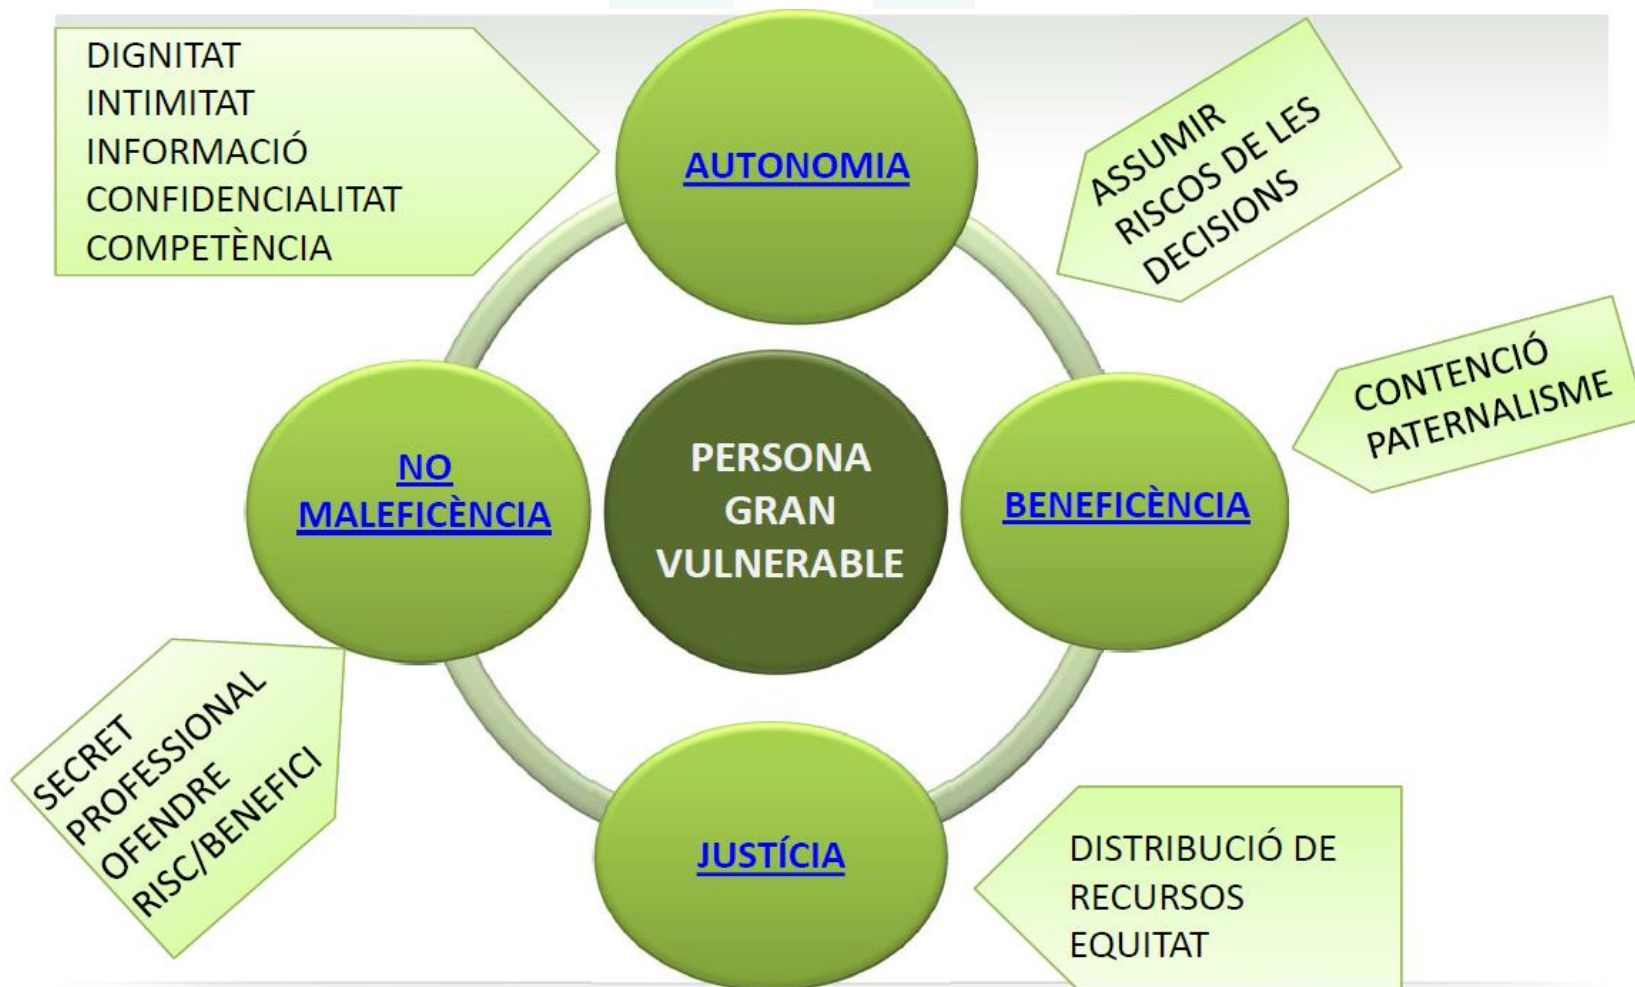 DIGNITAT
INTIMITAT
INFORMACIÓ
CONFIDENCIALITAT
COMPETÈNCIA
AUTONOMIA
ASSUMIR
RISCOS DE LES
DECISIONS
CONTENCIÓ
PATERNALISME
NO
MALEFICÈNCIA
PERSONA
GRAN
VULNERABLE
BENEFICÈNCIA
SECRET
PROFESSIONAL
OFENDRE
RISC/BENEFICI
JUSTÍCIA
DISTRIBUCIÓ DE
RECURSOS
EQUITAT